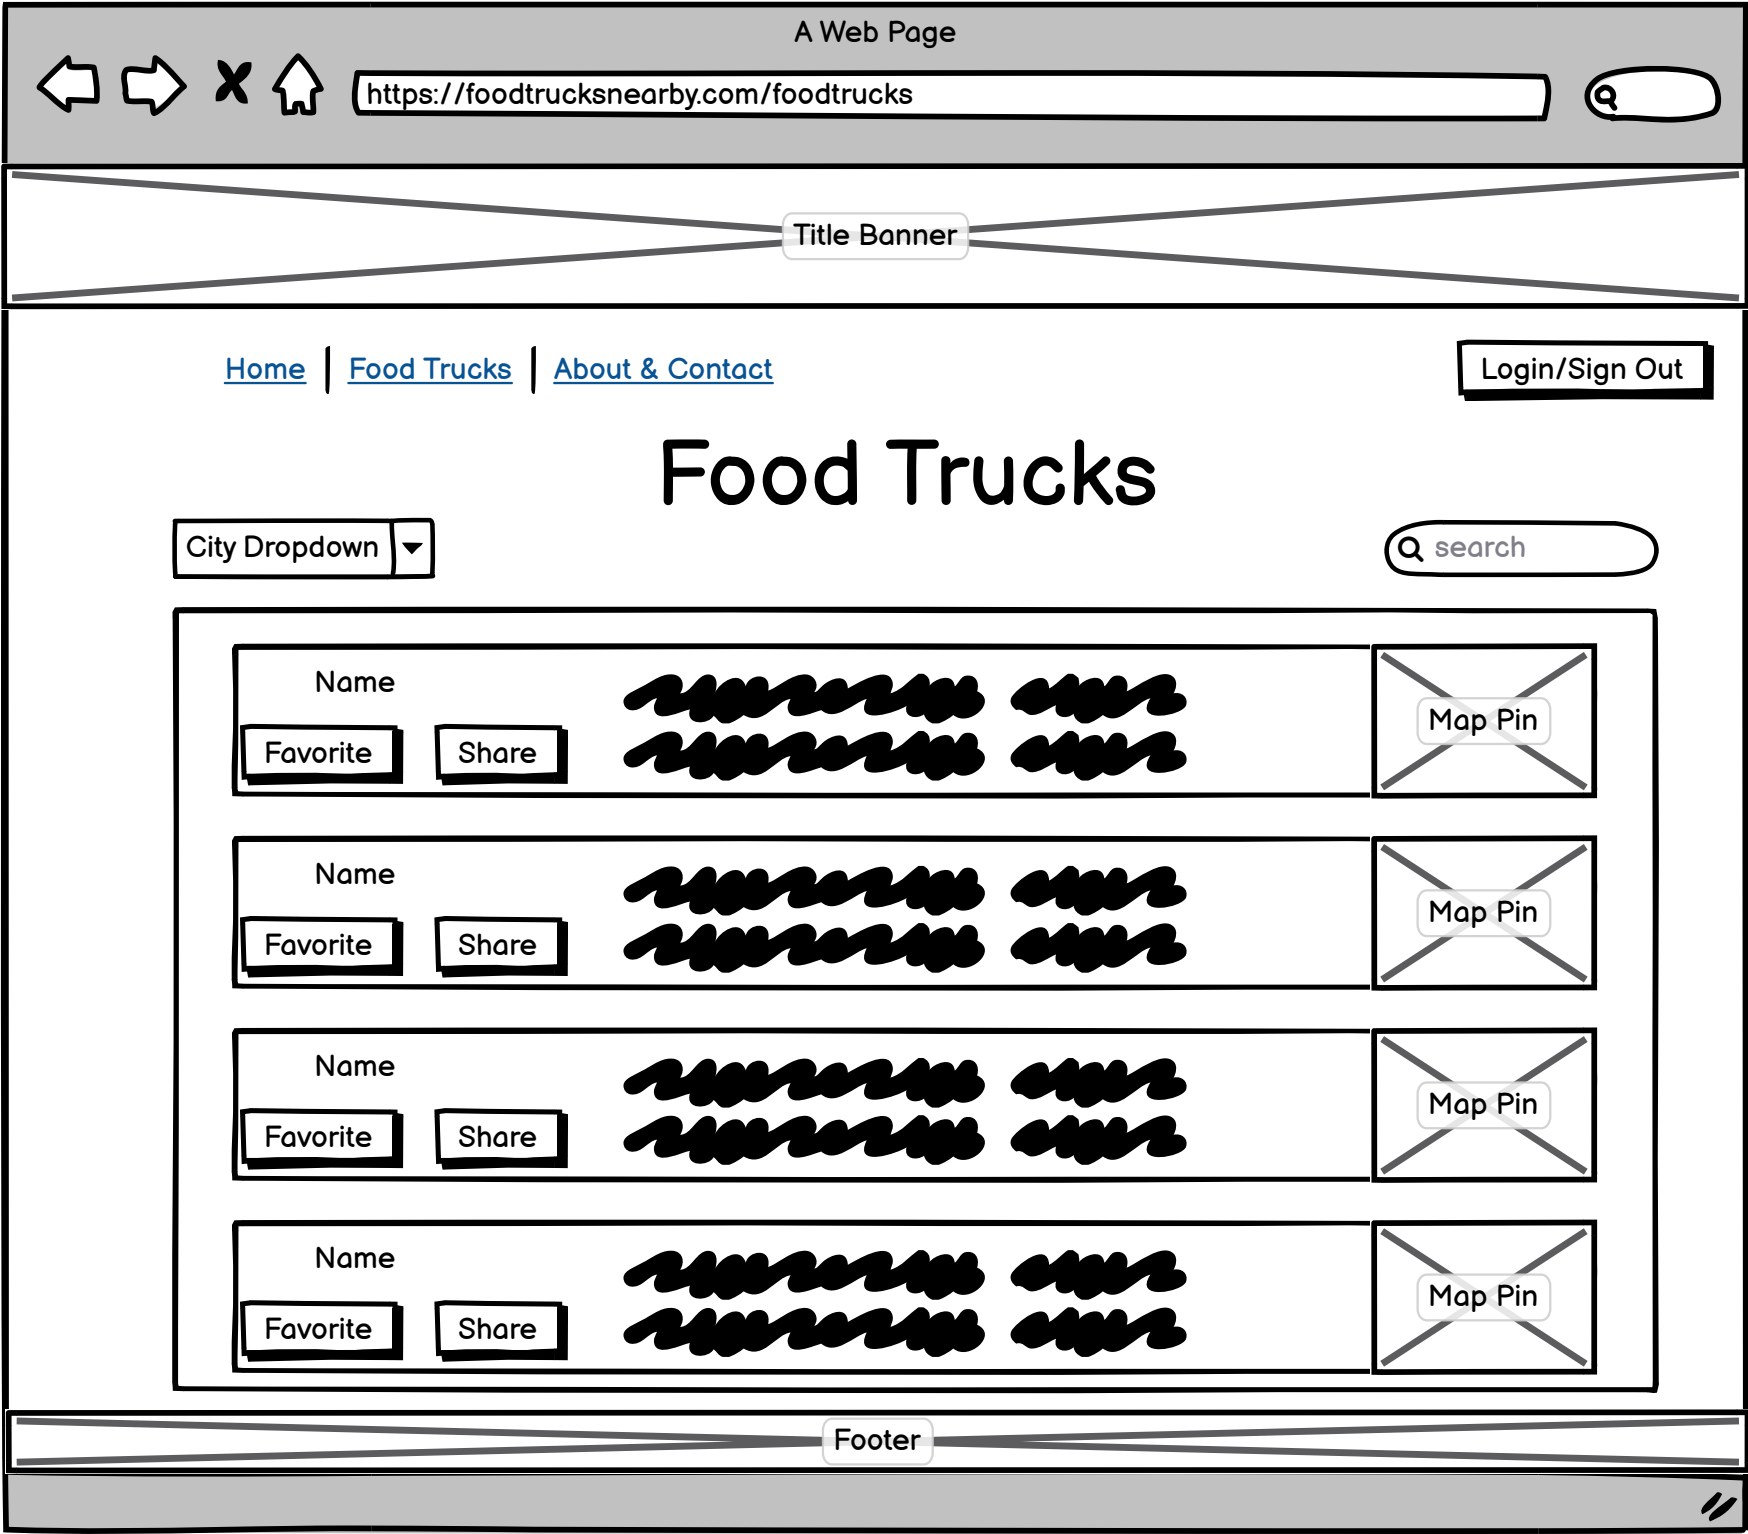 A Web Page
https://foodtrucksnearby.com/foodtrucks
Title Banner
Home | Food Trucks | About & Contact
Login/Sign Out
Food Trucks
City Dropdown
search
Name
Favorite
Share
Map Pin
Name
Favorite
Share
Map Pin
Name
Favorite
Share
Map Pin
Name
Favorite
Share
Map Pin
Footer